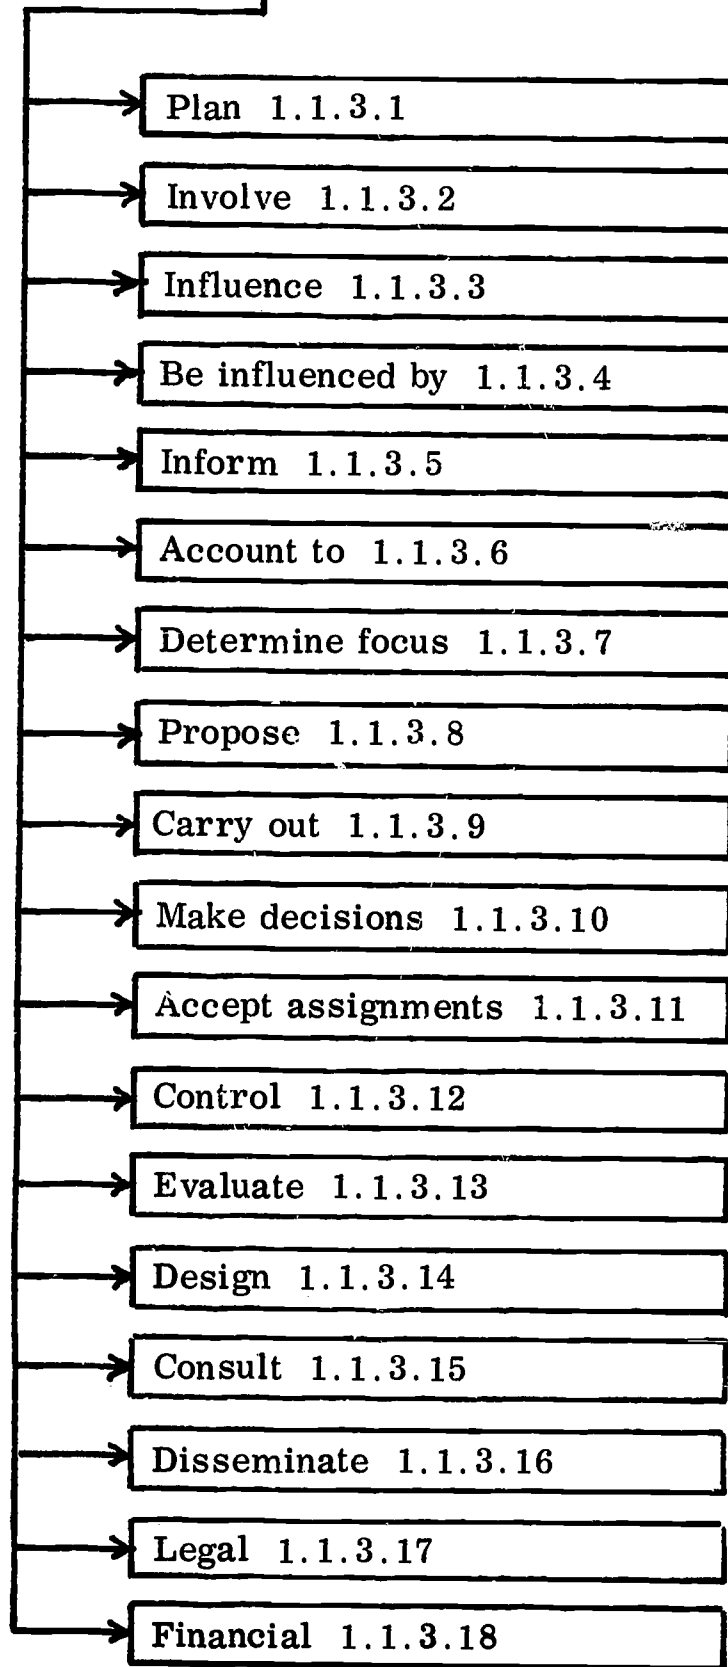 Plan 1.1.3.1
Involve 1.1.3.2
Influence 1.1.3.3
Be influenced by 1.1.3.4
Inform 1.1.3.5
Account to 1.1.3.6
Determine focus 1.1.3.7
Propose 1.1.3.8
Carry out 1.1.3.9
Make decisions 1.1.3.10
Accept assignments 1.1.3.11
Control 1.1.3.12
Evaluate 1.1.3.13
Design 1.1.3.14
Consult 1.1.3.15
Disseminate 1.1.3.16
Legal 1.1.3.17
Financial 1.1.3.18